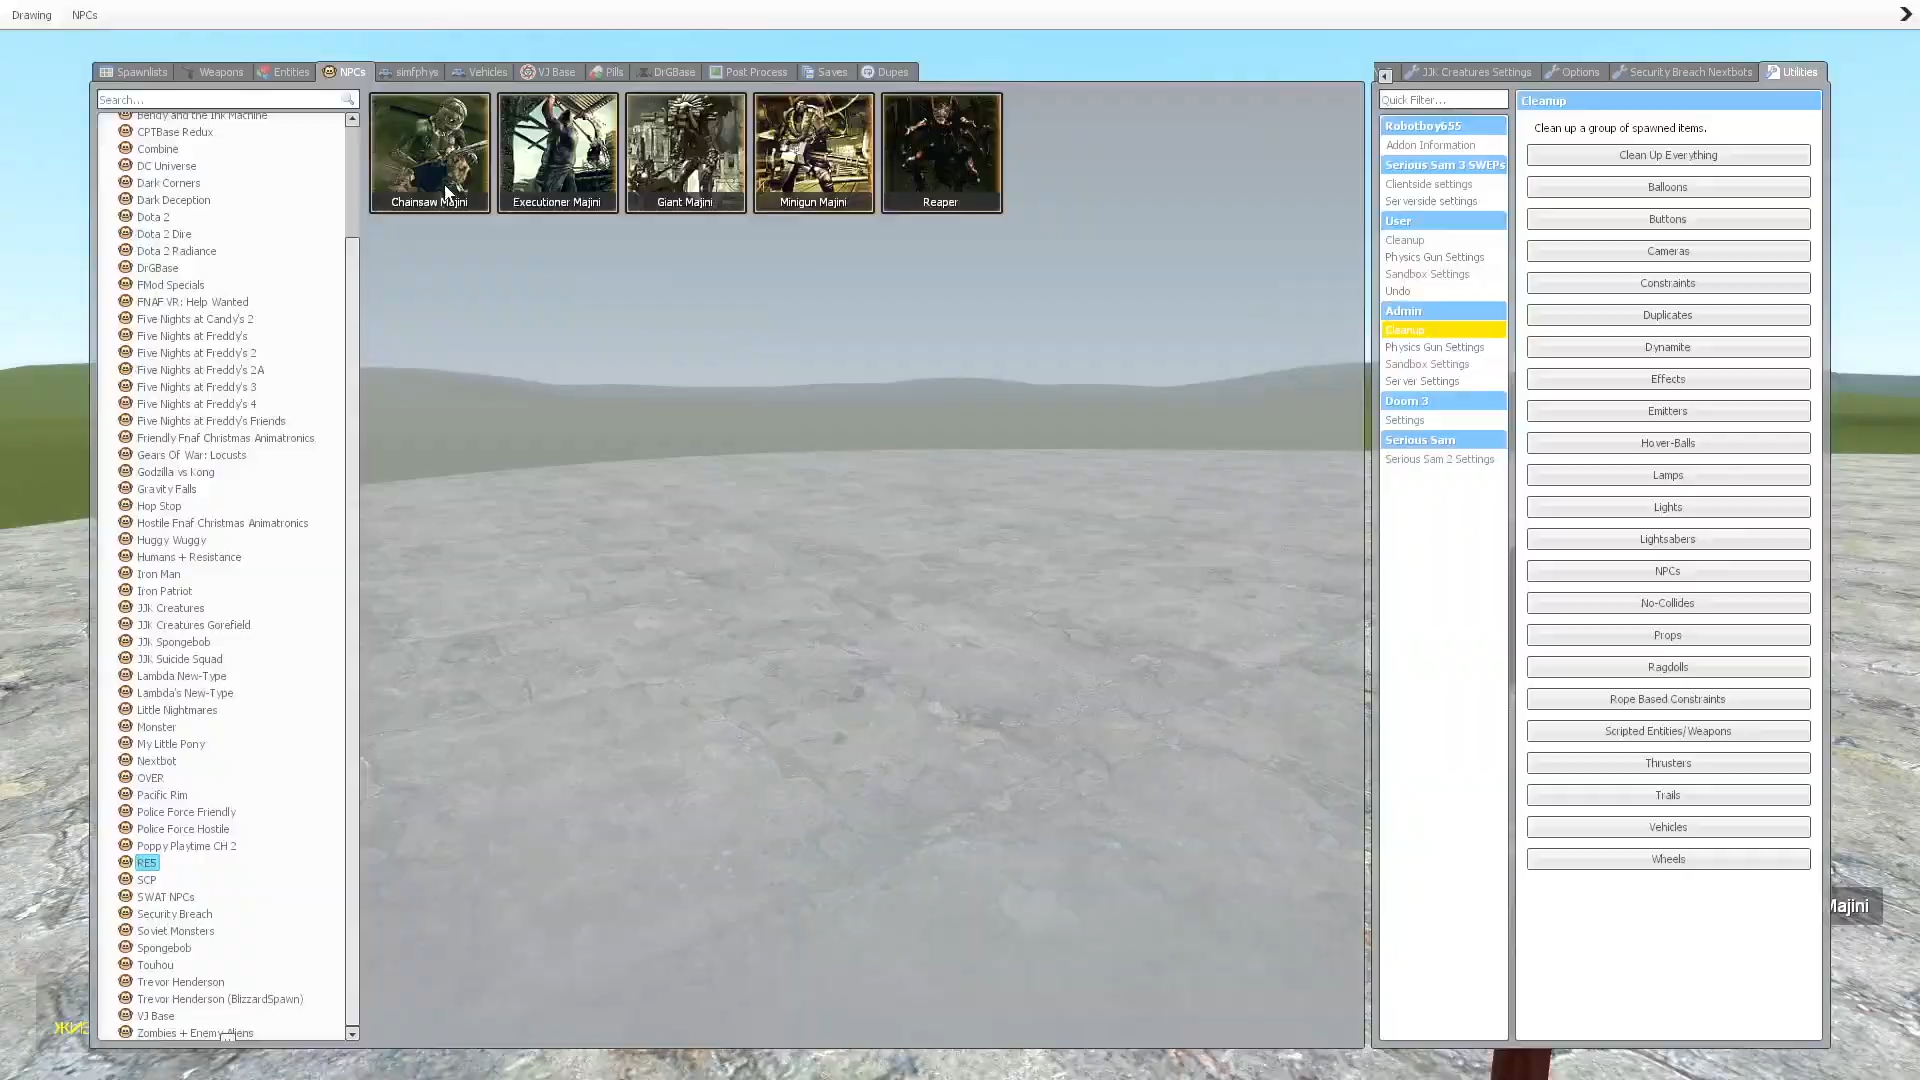 Drawing NPCs
Spawnlists Weapons Entities NPCs simfphys Vehicles VJ Base Pills DrGBase Post Process Saves Dupes
JJK Creatures Settings Options Security Breach Nextbots Utilities
Search...
Bendy and the Ink Machine
CPTBase Redux
Combine
DC Universe
Dark Corners
Dark Deception
Dota 2
Dota 2 Dire
Dota 2 Radiance
DrGBase
FMod Specials
FNAF VR: Help Wanted
Five Nights at Candy's 2
Five Nights at Freddy's
Five Nights at Freddy's 2
Five Nights at Freddy's 2A
Five Nights at Freddy's 3
Five Nights at Freddy's 4
Five Nights at Freddy's Friends
Friendly Fnaf Christmas Animatronics
Gears Of War: Locusts
Godzilla vs Kong
Gravity Falls
Hop Stop
Hostile Fnaf Christmas Animatronics
Huggy Wuggy
Humans + Resistance
Iron Man
Iron Patriot
JJK Creatures
JJK Creatures Gorefield
JJK Spongebob
JJK Suicide Squad
Lambda New-Type
Lambda's New-Type
Little Nightmares
Monster
My Little Pony
Nextbot
OVER
Pacific Rim
Police Force Friendly
Police Force Hostile
Poppy Playtime CH 2
RE5
SCP
SWAT NPCs
Security Breach
Soviet Monsters
Spongebob
Touhou
Trevor Henderson
Trevor Henderson (BlizzardSpawn)
VJ Base
Zombies + Enemy Aliens
Chainsaw Majini
Executioner Majini
Giant Majini
Minigun Majini
Reaper
Quick Filter...
Robotboy655
Addon Information
Serious Sam 3 SWEPs
Clientside settings
Serverside settings
User
Cleanup
Physics Gun Settings
Sandbox Settings
Undo
Admin
Cleanup
Physics Gun Settings
Sandbox Settings
Server Settings
Doom 3
Settings
Serious Sam
Serious Sam 2 Settings
Cleanup
Clean up a group of spawned items.
Clean Up Everything
Balloons
Buttons
Cameras
Constraints
Duplicates
Dynamite
Effects
Emitters
Hover-Balls
Lamps
Lights
Lightsabers
NPCs
No-Collides
Props
Ragdolls
Rope Based Constraints
Scripted Entities/Weapons
Thrusters
Trails
Vehicles
Wheels
Majini